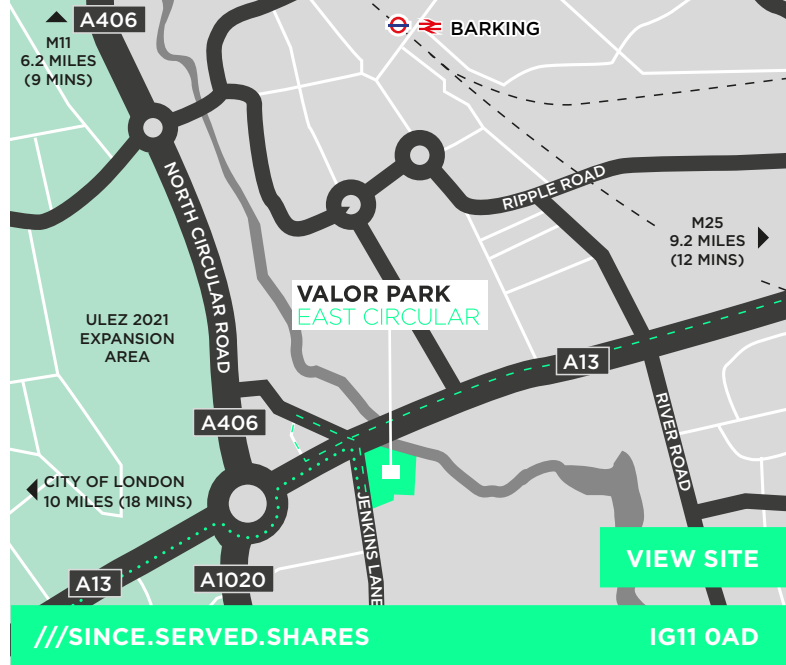 A406
M11
6.2 MILES
(9 MINS)
BARKING
NORTH CIRCULAR ROAD
RIPPLE ROAD
M25
9.2 MILES
(12 MINS)
VALOR PARK
EAST CIRCULAR
ULEZ 2021
EXPANSION
AREA
A13
A406
RIVER ROAD
CITY OF LONDON
10 MILES (18 MINS)
JENKINS LANE
A13
A1020
VIEW SITE
///SINCE.SERVED.SHARES
IG11 0AD